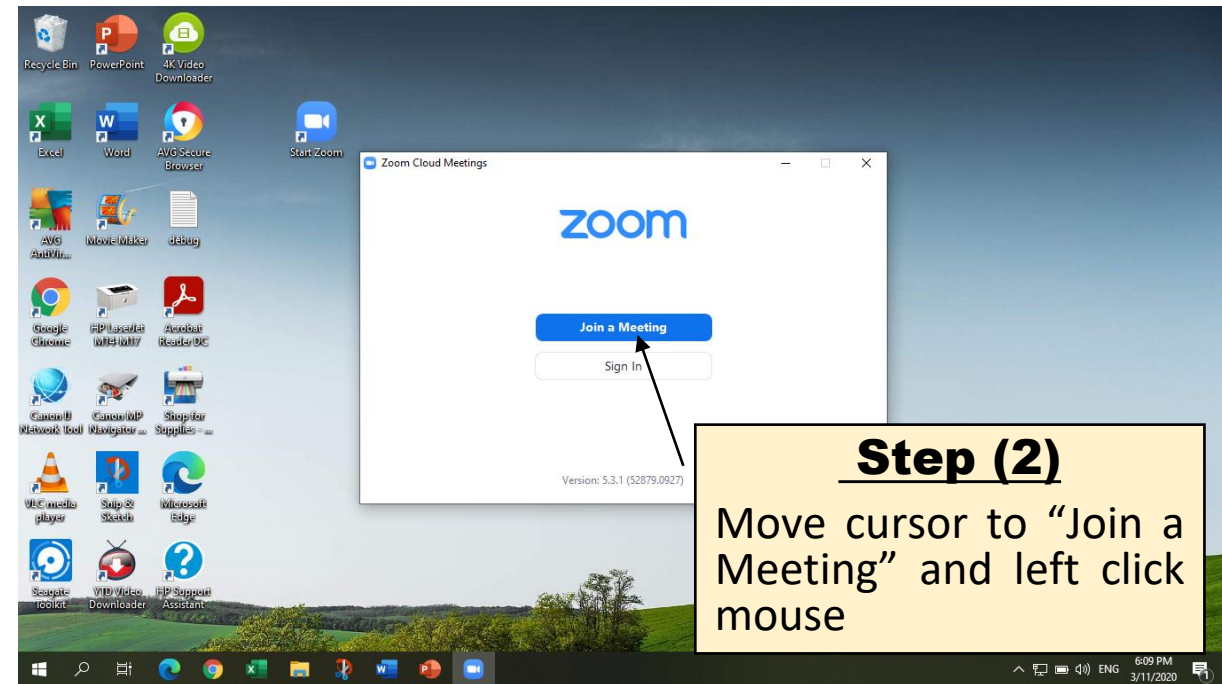 Recycle Bin
PowerPoint
4K Video
Downloader
Excel
Word
AVG Secure
Browser
Start Zoom
AVG
AntiVir...
Movie Maker
debug
Google
Chrome
HP LaserJet
M14-M17
Acrobat
Reader DC
Canon IJ
Network Tool
Canon MP
Navigator ...
Shop for
Supplies - ...
VLC media
player
Snip &
Sketch
Microsoft
Edge
Seagate
Toolkit
YTD Video
Downloader
HP Support
Assistant
Zoom Cloud Meetings
zoom
Join a Meeting
Sign In
Version: 5.3.1 (52879.0927)
Step (2)
Move cursor to “Join a
Meeting” and left click
mouse
ENG
6:09 PM
3/11/2020